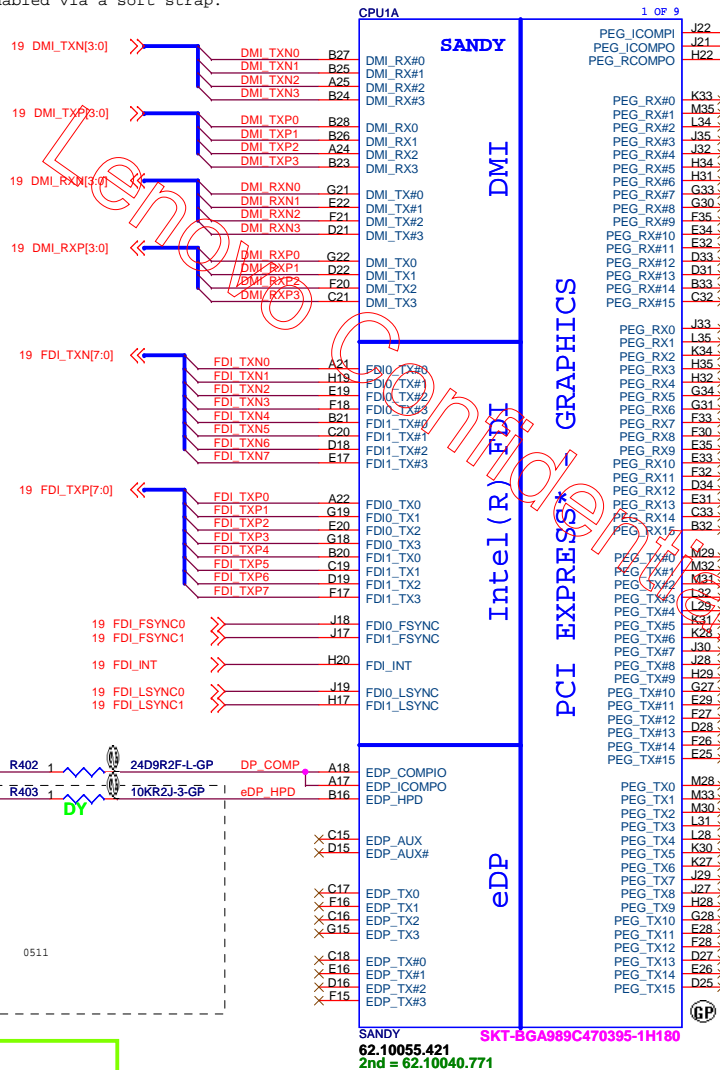 nabled via a soft strap.
CPU1A
1 OF 9
SANDY
DMI
Intel(R) FDI
eDP
PCI EXPRESS* - GRAPHICS
19 DMI_TXN[3:0]
DMI_TXN0 B27 DMI_RX#0
DMI_TXN1 B25 DMI_RX#1
DMI_TXN2 A25 DMI_RX#2
DMI_TXN3 B24 DMI_RX#3
19 DMI_TXP[3:0]
DMI_TXP0 B28 DMI_RX0
DMI_TXP1 B26 DMI_RX1
DMI_TXP2 A24 DMI_RX2
DMI_TXP3 B23 DMI_RX3
19 DMI_RXN[3:0]
DMI_RXN0 G21 DMI_TX#0
DMI_RXN1 E22 DMI_TX#1
DMI_RXN2 F21 DMI_TX#2
DMI_RXN3 D21 DMI_TX#3
19 DMI_RXP[3:0]
DMI_RXP0 G22 DMI_TX0
DMI_RXP1 D22 DMI_TX1
DMI_RXP2 F20 DMI_TX2
DMI_RXP3 C21 DMI_TX3
19 FDI_TXN[7:0]
FDI_TXN0 A21 FDI0_TX#0
FDI_TXN1 H19 FDI0_TX#1
FDI_TXN2 E19 FDI0_TX#2
FDI_TXN3 F18 FDI0_TX#3
FDI_TXN4 B21 FDI1_TX#0
FDI_TXN5 C20 FDI1_TX#1
FDI_TXN6 D18 FDI1_TX#2
FDI_TXN7 E17 FDI1_TX#3
19 FDI_TXP[7:0]
FDI_TXP0 A22 FDI0_TX0
FDI_TXP1 G19 FDI0_TX1
FDI_TXP2 E20 FDI0_TX2
FDI_TXP3 G18 FDI0_TX3
FDI_TXP4 B20 FDI1_TX0
FDI_TXP5 C19 FDI1_TX1
FDI_TXP6 D19 FDI1_TX2
FDI_TXP7 F17 FDI1_TX3
19 FDI_FSYNC0 J18 FDI0_FSYNC
19 FDI_FSYNC1 J17 FDI1_FSYNC
19 FDI_INT H20 FDI_INT
19 FDI_LSYNC0 J19 FDI0_LSYNC
19 FDI_LSYNC1 H17 FDI1_LSYNC
R402 1 24D9R2F-L-GP DP_COMP A18 EDP_COMPIO
A17 EDP_ICOMPO
R403 1 10KR2J-3-GP eDP_HPD B16 EDP_HPD
DY
C15 EDP_AUX
D15 EDP_AUX#
C17 EDP_TX0
F16 EDP_TX1
C16 EDP_TX2
G15 EDP_TX3
C18 EDP_TX#0
E16 EDP_TX#1
D16 EDP_TX#2
F15 EDP_TX#3
0511
PEG_ICOMPI J22
PEG_ICOMPO J21
PEG_RCOMPO H22
PEG_RX#0 K33
PEG_RX#1 M35
PEG_RX#2 L34
PEG_RX#3 J35
PEG_RX#4 J32
PEG_RX#5 H34
PEG_RX#6 H31
PEG_RX#7 G33
PEG_RX#8 G30
PEG_RX#9 F35
PEG_RX#10 E34
PEG_RX#11 E32
PEG_RX#12 D33
PEG_RX#13 D31
PEG_RX#14 B33
PEG_RX#15 C32
PEG_RX0 J33
PEG_RX1 L35
PEG_RX2 K34
PEG_RX3 H35
PEG_RX4 H32
PEG_RX5 G34
PEG_RX6 G31
PEG_RX7 F33
PEG_RX8 F30
PEG_RX9 E35
PEG_RX10 E33
PEG_RX11 F32
PEG_RX12 D34
PEG_RX13 E31
PEG_RX14 C33
PEG_RX15 B32
PEG_TX#0 M29
PEG_TX#1 M32
PEG_TX#2 M31
PEG_TX#3 L32
PEG_TX#4 L29
PEG_TX#5 K31
PEG_TX#6 K28
PEG_TX#7 J30
PEG_TX#8 J28
PEG_TX#9 H29
PEG_TX#10 G27
PEG_TX#11 E29
PEG_TX#12 F27
PEG_TX#13 D28
PEG_TX#14 F26
PEG_TX#15 E25
PEG_TX0 M28
PEG_TX1 M33
PEG_TX2 M30
PEG_TX3 L31
PEG_TX4 L28
PEG_TX5 K30
PEG_TX6 K27
PEG_TX7 J29
PEG_TX8 J27
PEG_TX9 H28
PEG_TX10 G28
PEG_TX11 E28
PEG_TX12 F28
PEG_TX13 D27
PEG_TX14 E26
PEG_TX15 D25
GP
SANDY
SKT-BGA989C470395-1H180
62.10055.421
2nd = 62.10040.771
Lenovo Confidential